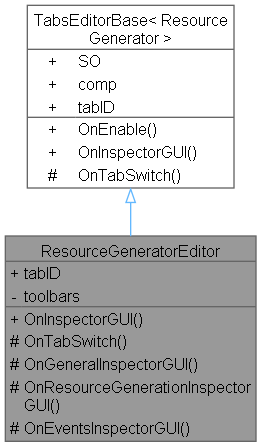 TabsEditorBase< Resource
Generator >
+ SO
+ comp
+ tabID
+ OnEnable()
+ OnInspectorGUI()
# OnTabSwitch()
ResourceGeneratorEditor
+ tabID
- toolbars
+ OnInspectorGUI()
# OnTabSwitch()
# OnGeneralInspectorGUI()
# OnResourceGenerationInspector
GUI()
# OnEventsInspectorGUI()